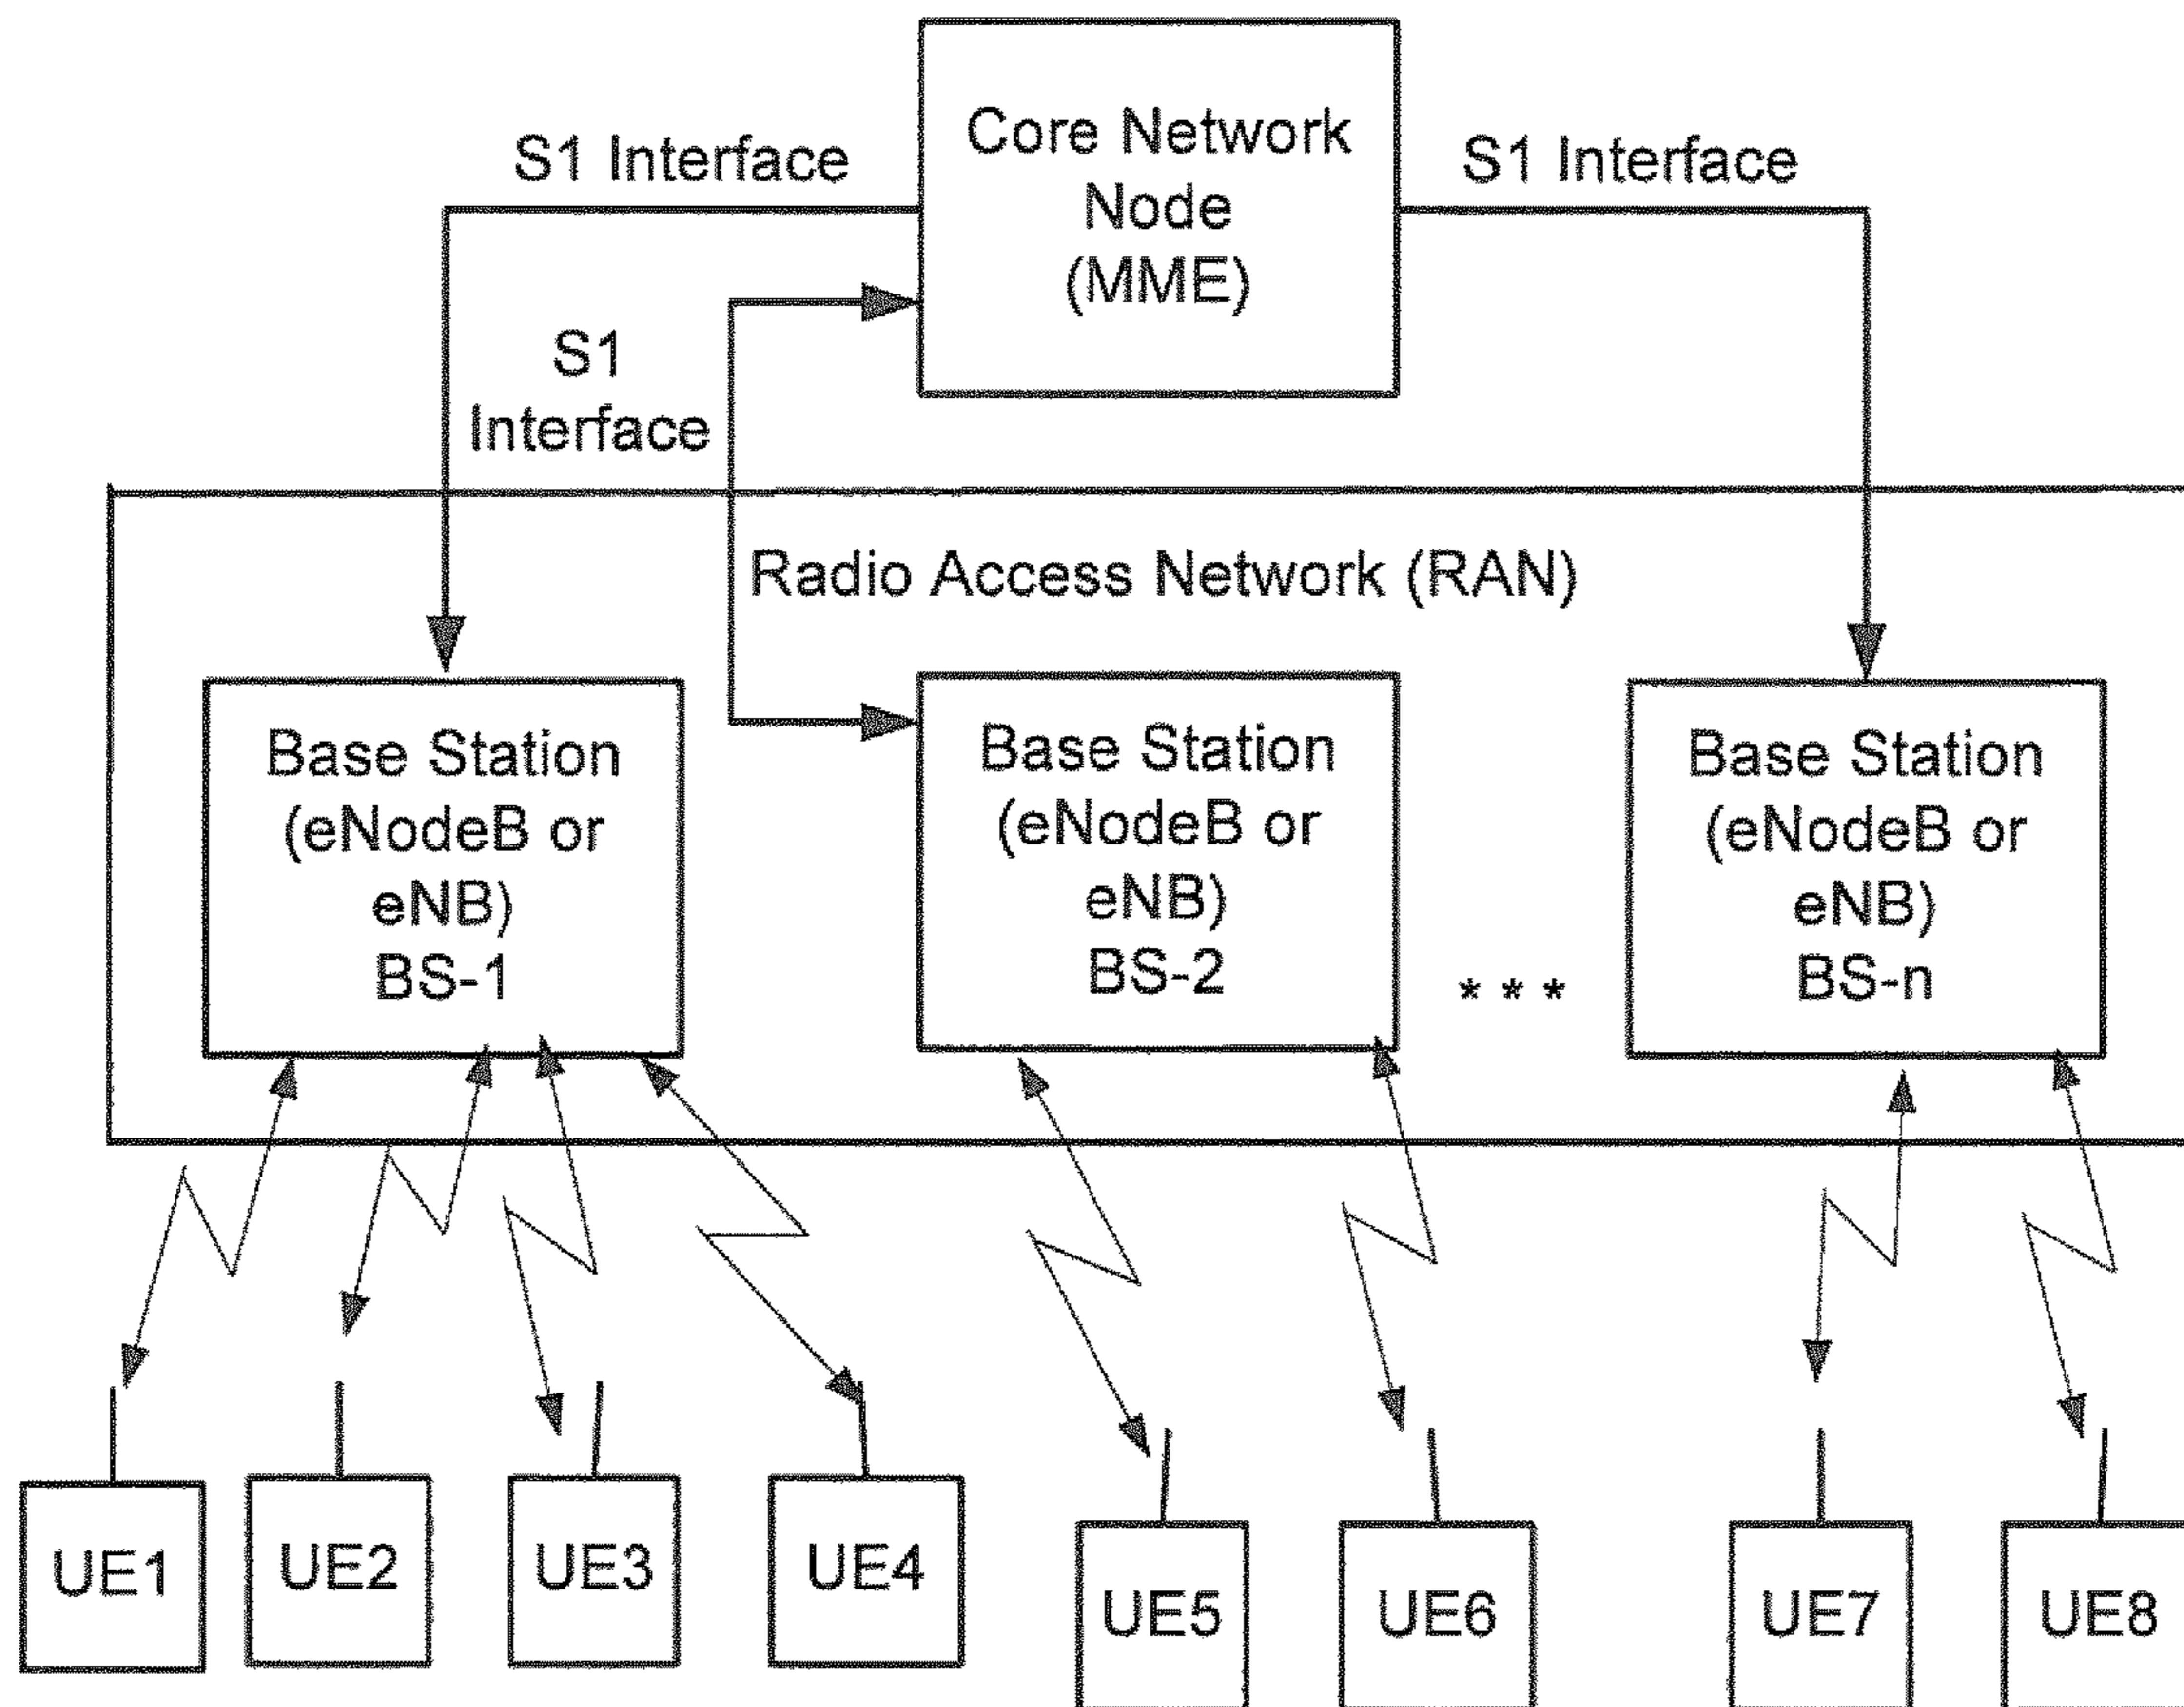 Core Network
Node
(MME)
S1 Interface
S1 Interface
S1
Interface
Radio Access Network (RAN)
Base Station
(eNodeB or
eNB)
BS-1
Base Station
(eNodeB or
eNB)
BS-2
* * *
Base Station
(eNodeB or
eNB)
BS-n
UE1
UE2
UE3
UE4
UE5
UE6
UE7
UE8